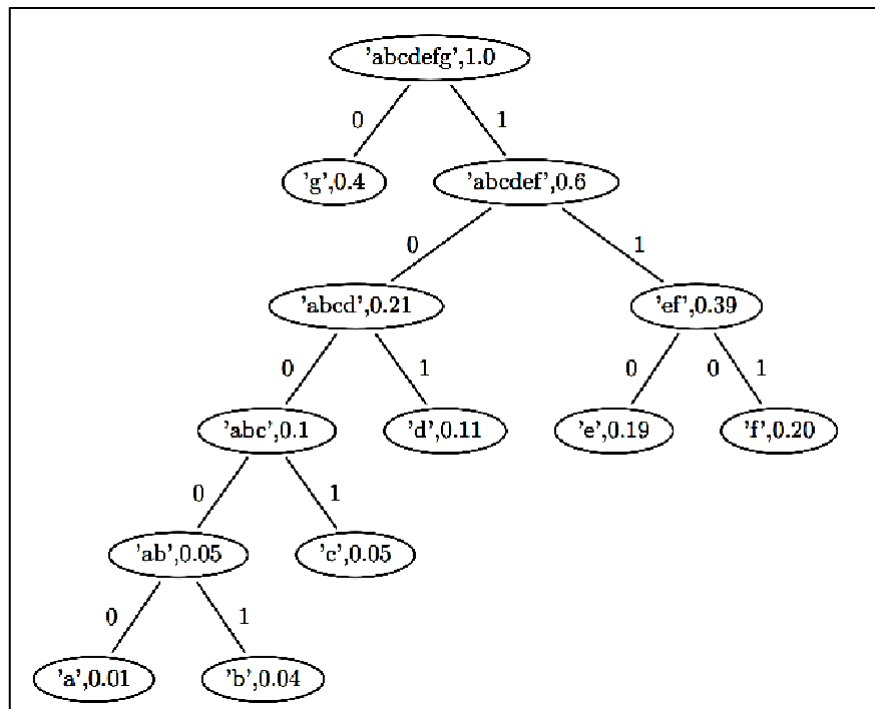 'abcdefg',1.0
0 1
'g',0.4 'abcdef',0.6
0 1
'abcd',0.21 'ef',0.39
0 1 0 0 1
'abc',0.1 'd',0.11 'e',0.19 'f',0.20
0 1
'ab',0.05 'c',0.05
0 1
'a',0.01 'b',0.04